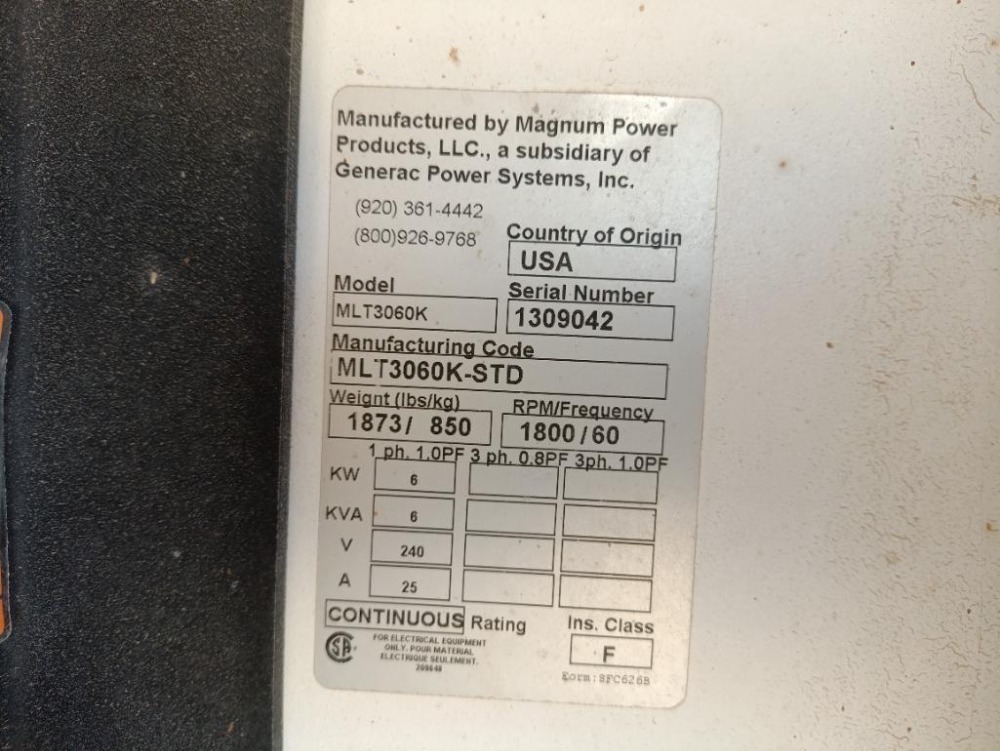 Manufactured by Magnum Power
Products, LLC., a subsidiary of
Generac Power Systems, Inc.
(920) 361-4442
(800)926-9768
Country of Origin
USA
Model
MLT3060K
Serial Number
1309042
Manufacturing Code
MLT3060K-STD
Weight (lbs/kg)
1873/ 850
RPM/Frequency
1800/60
1 ph. 1.0PF 3 ph. 0.8PF 3ph. 1.0PF
KW 6
KVA 6
V 240
A 25
CONTINUOUS Rating
Ins. Class
F
FOR ELECTRICAL EQUIPMENT
ONLY. POUR MATERIAL
ELECTRIQUE SEULEMENT.
Form: